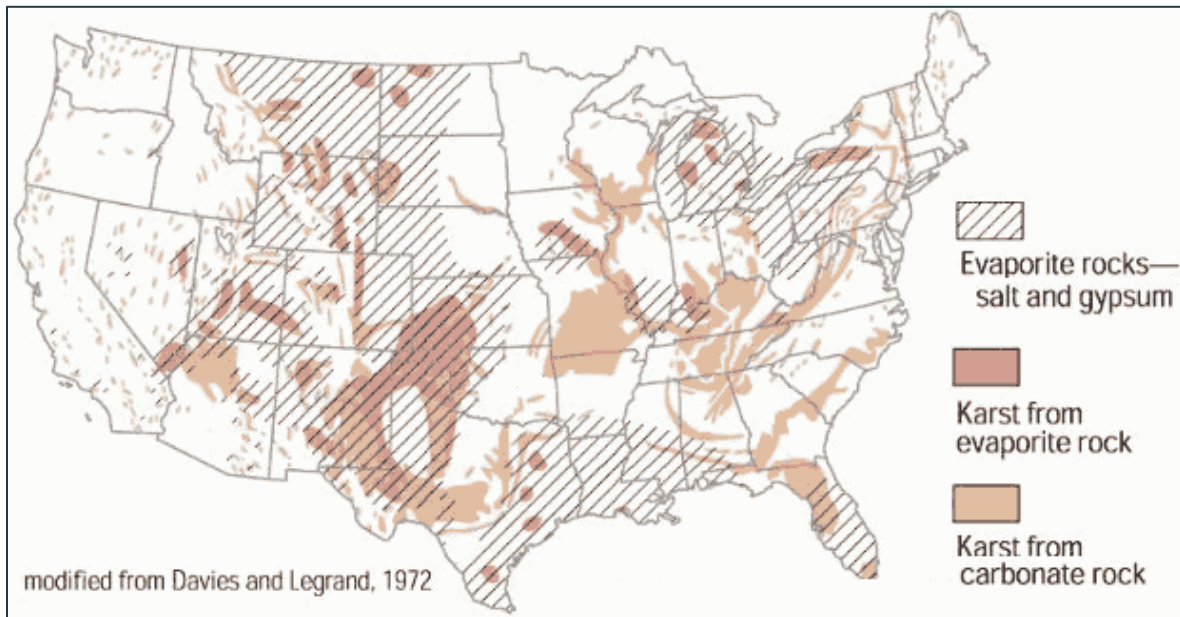 Evaporite rocks—
salt and gypsum
Karst from
evaporite rock
Karst from
carbonate rock
modified from Davies and Legrand, 1972